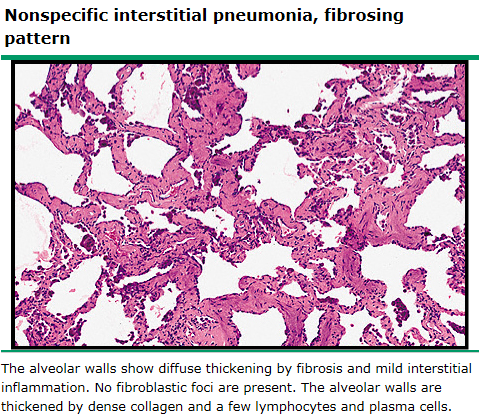 Nonspecific interstitial pneumonia, fibrosing
pattern
The alveolar walls show diffuse thickening by fibrosis and mild interstitial
inflammation. No fibroblastic foci are present. The alveolar walls are
thickened by dense collagen and a few lymphocytes and plasma cells.